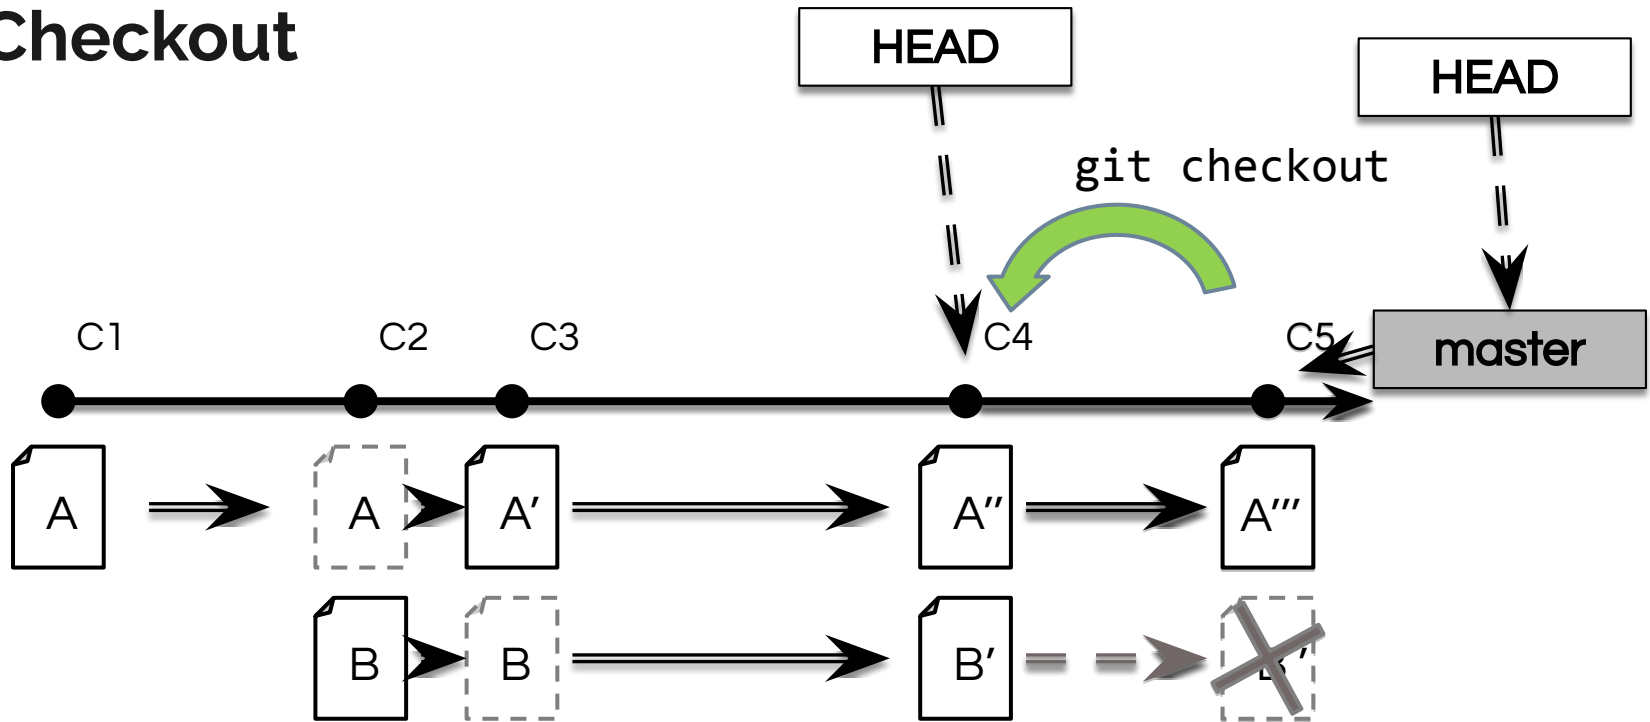 Checkout
HEAD
HEAD
git checkout
C1 C2 C3 C4 C5
master
A A A′ A″ A‴
B B B′ B′